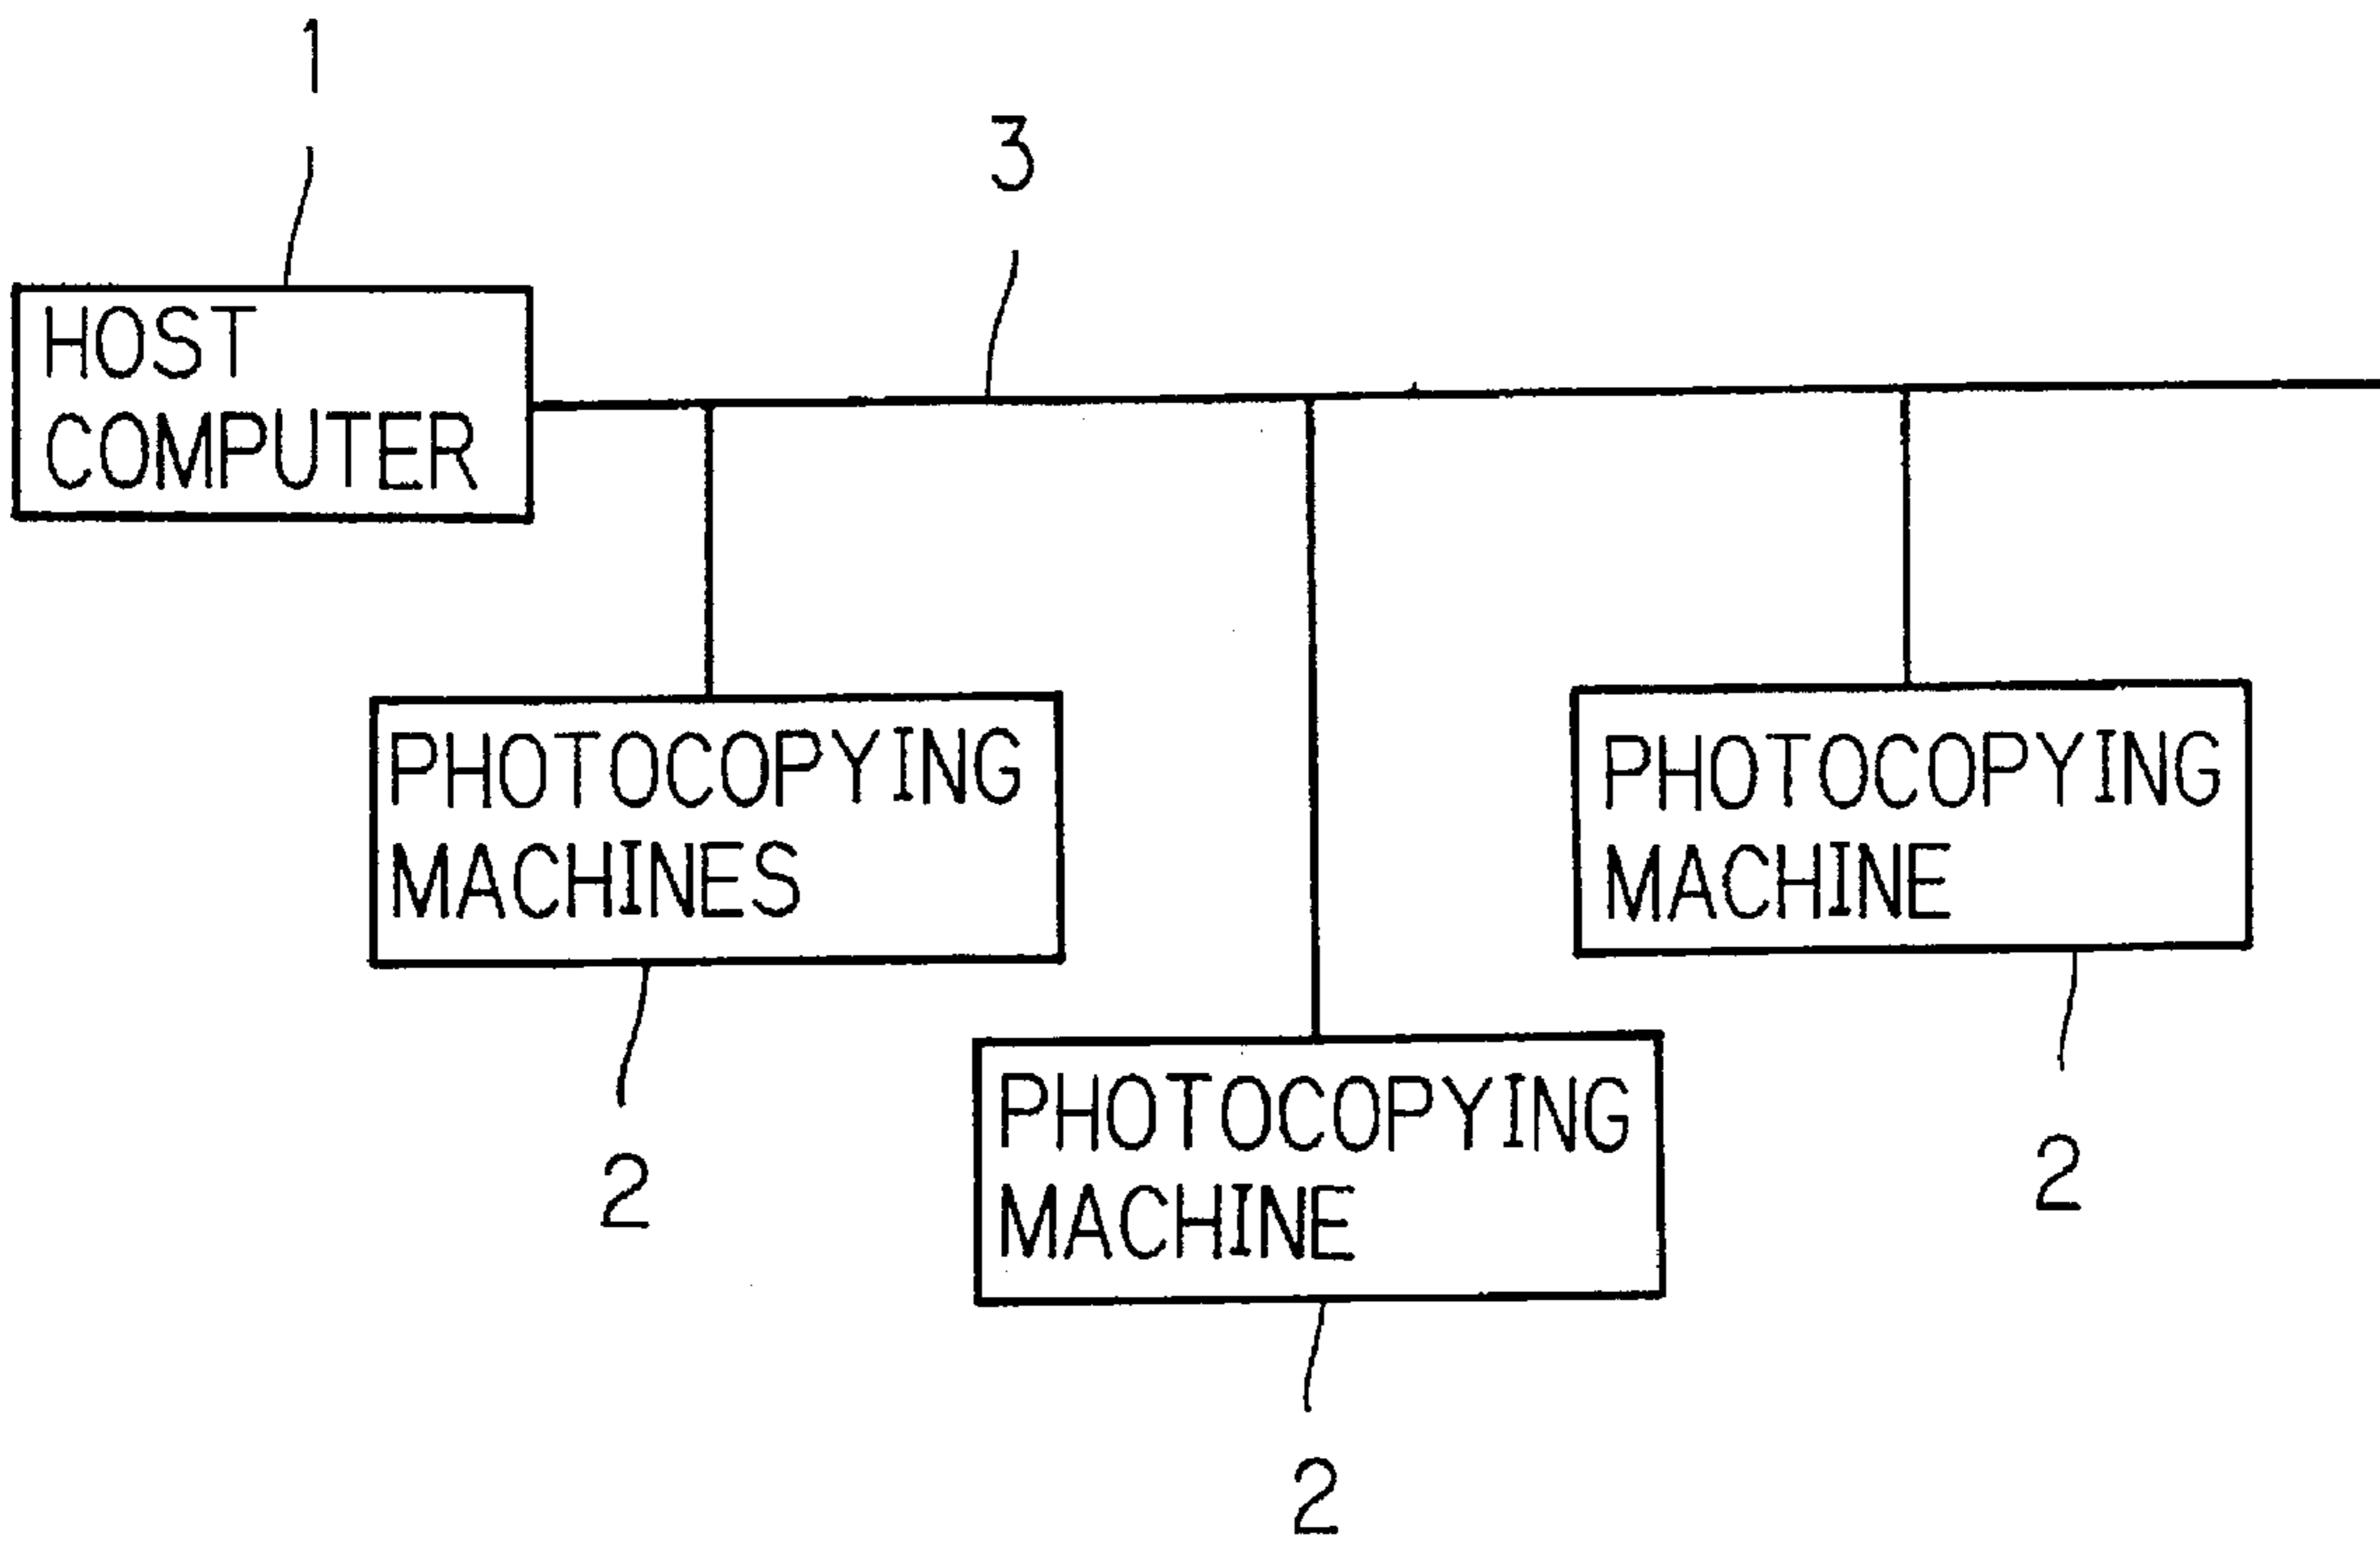 1
3
HOST
COMPUTER
PHOTOCOPYING
MACHINES
PHOTOCOPYING
MACHINE
2
PHOTOCOPYING
MACHINE
2
2